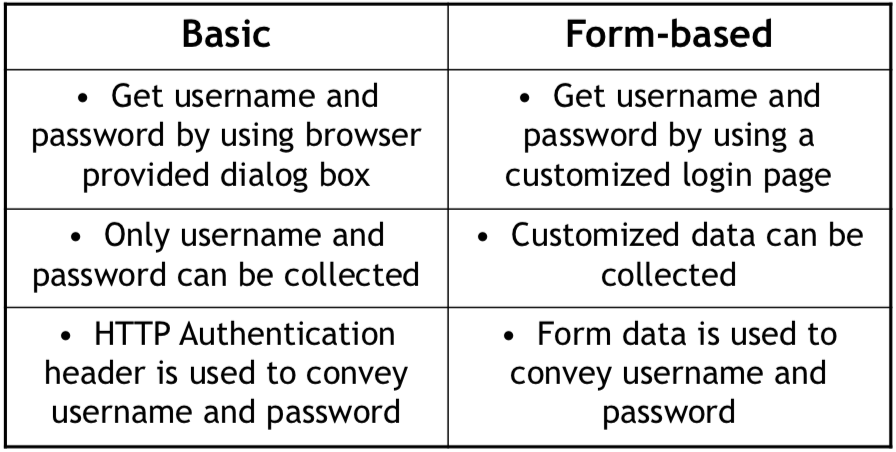 Basic
Form-based
• Get username and
password by using browser
provided dialog box
• Get username and
password by using a
customized login page
• Only username and
password can be collected
• Customized data can be
collected
• HTTP Authentication
header is used to convey
username and password
• Form data is used to
convey username and
password